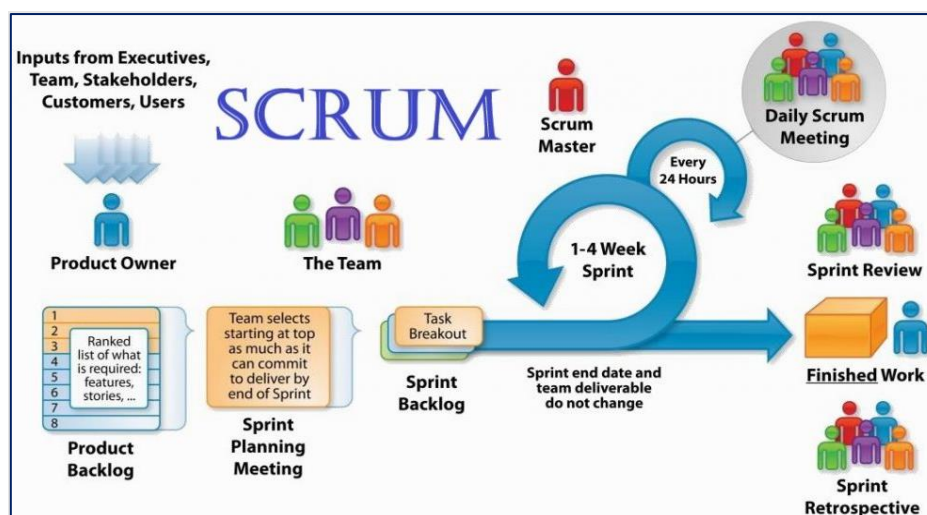 Inputs from Executives,
Team, Stakeholders,
Customers, Users
SCRUM
Scrum
Master
Daily Scrum
Meeting
Every
24 Hours
Product Owner
The Team
1-4 Week
Sprint
Sprint Review
1
2
3
4
5
6
7
8
Ranked
list of what
is required:
features,
stories, ...
Product
Backlog
Team selects
starting at top
as much as it
can commit
to deliver by
end of Sprint
Sprint
Planning
Meeting
Task
Breakout
Sprint
Backlog
Sprint end date and
team deliverable
do not change
Finished Work
Sprint
Retrospective